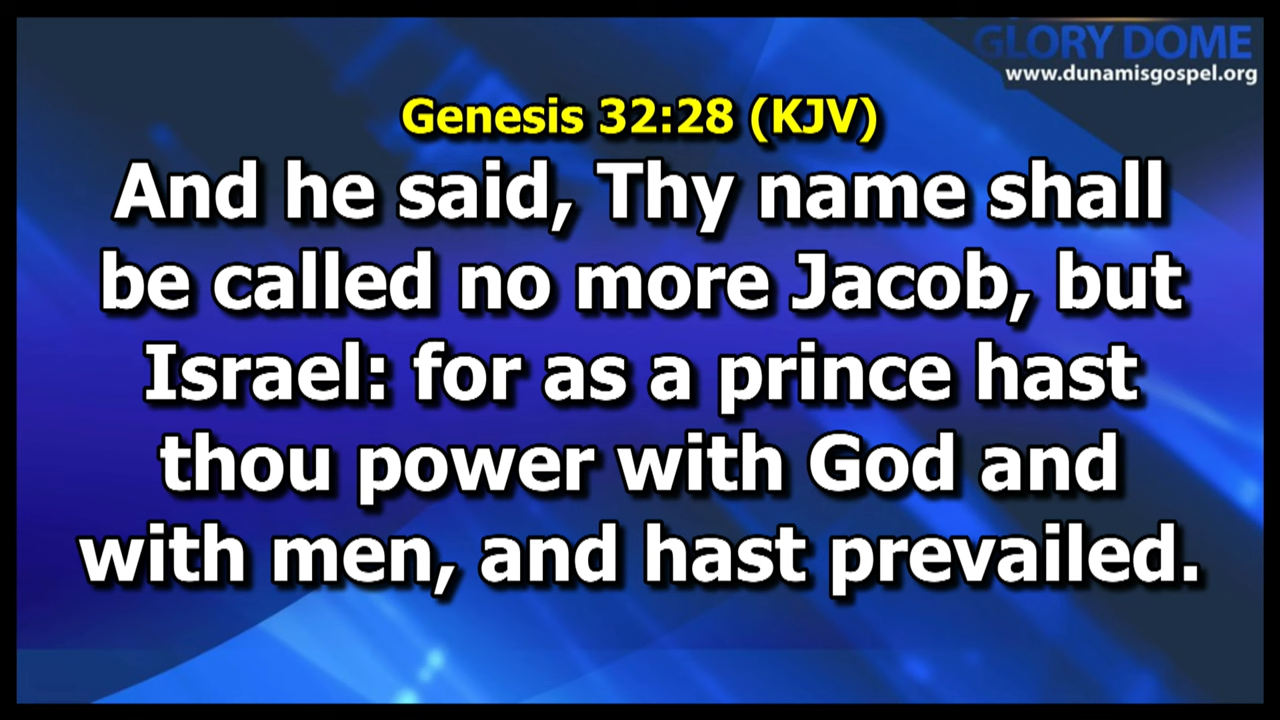 GLORY DOME
www.dunamisgospel.org
Genesis 32:28 (KJV)
And he said, Thy name shall
be called no more Jacob, but
Israel: for as a prince hast
thou power with God and
with men, and hast prevailed.